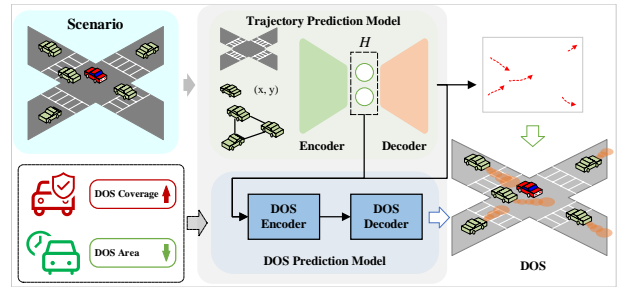 Scenario
Trajectory Prediction Model
H
(x, y)
Encoder
Decoder
DOS Coverage
DOS Area
DOS
Encoder
DOS
Decoder
DOS Prediction Model
DOS